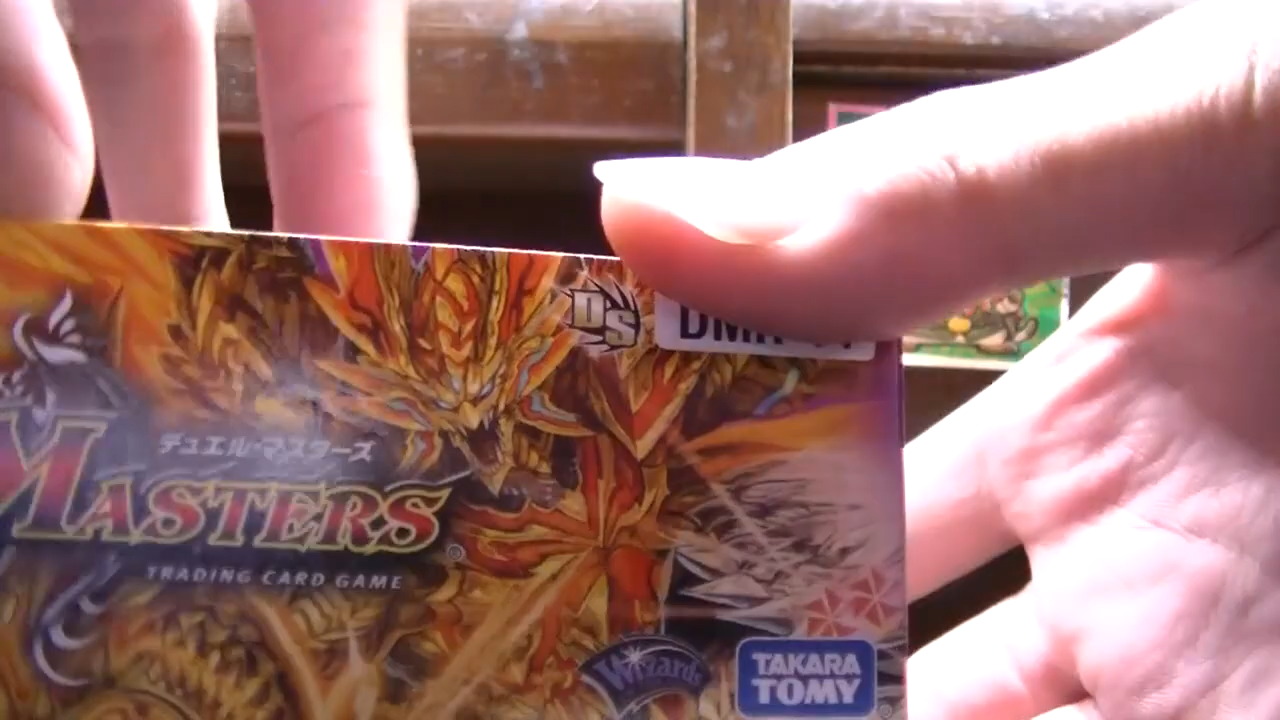 DS
デュエル・マスターズ
MASTERS
®
TRADING CARD GAME
Wizards
TAKARA
TOMY
®